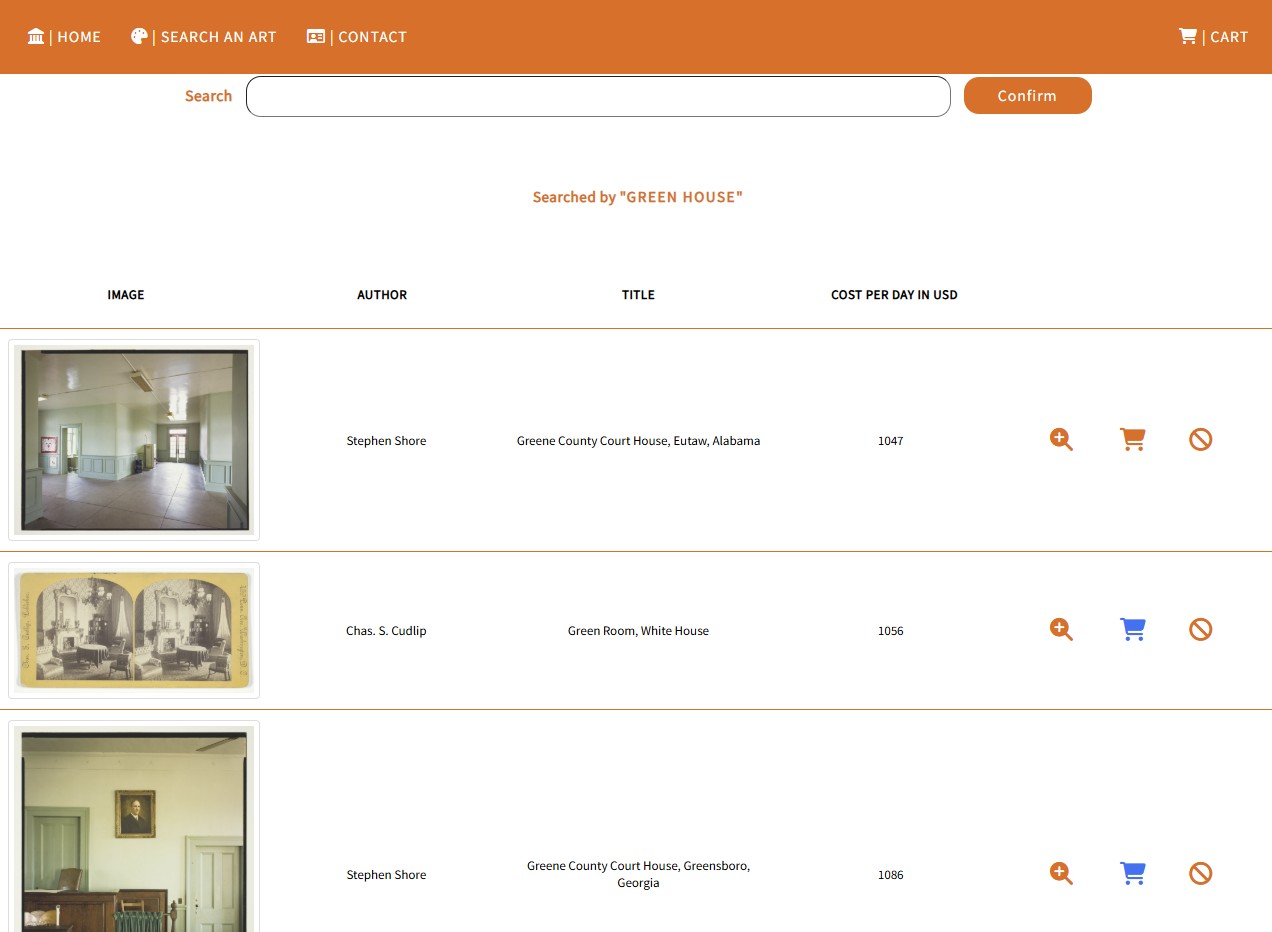 | HOME | SEARCH AN ART | CONTACT | CART
Search Confirm
Searched by "GREEN HOUSE"
IMAGE AUTHOR TITLE COST PER DAY IN USD
Stephen Shore Greene County Court House, Eutaw, Alabama 1047
Chas. S. Cudlip Green Room, White House 1056
Stephen Shore Greene County Court House, Greensboro, Georgia 1086